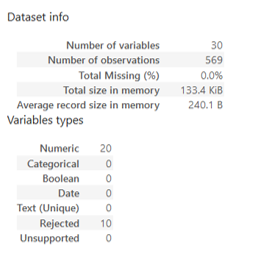 Dataset info
Number of variables 30
Number of observations 569
Total Missing (%) 0.0%
Total size in memory 133.4 KiB
Average record size in memory 240.1 B
Variables types
Numeric 20
Categorical 0
Boolean 0
Date 0
Text (Unique) 0
Rejected 10
Unsupported 0